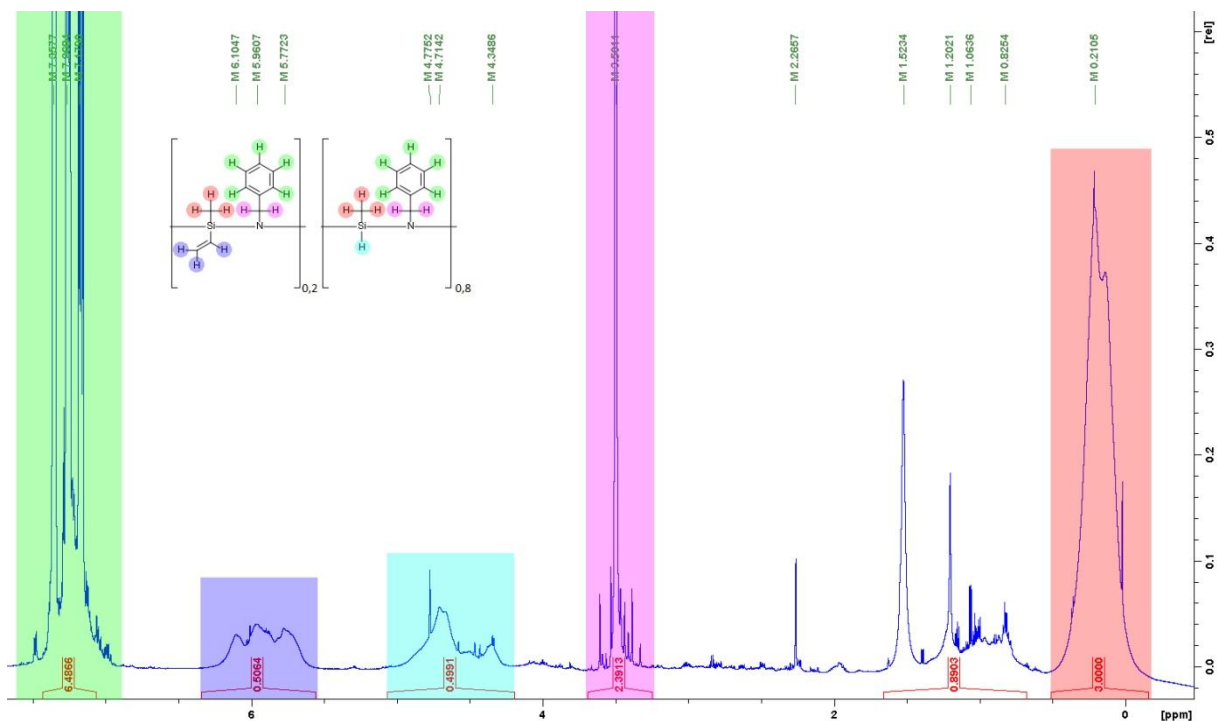 M 6.1047
M 5.9607
M 5.7723
M 4.7752
M 4.7142
M 4.3486
M 2.2657
M 1.5234
M 1.2021
M 1.0636
M 0.8254
M 0.2105
[rel]
0.5
0.4
0.3
0.2
0.1
0.0
H H
H H H H
H H H H H H
H H H H H H H H
Si N Si N
H H H
H
0,2 0,8
6.4866
0.5064
0.4991
2.3913
0.8903
3.0000
6 4 2 0 [ppm]